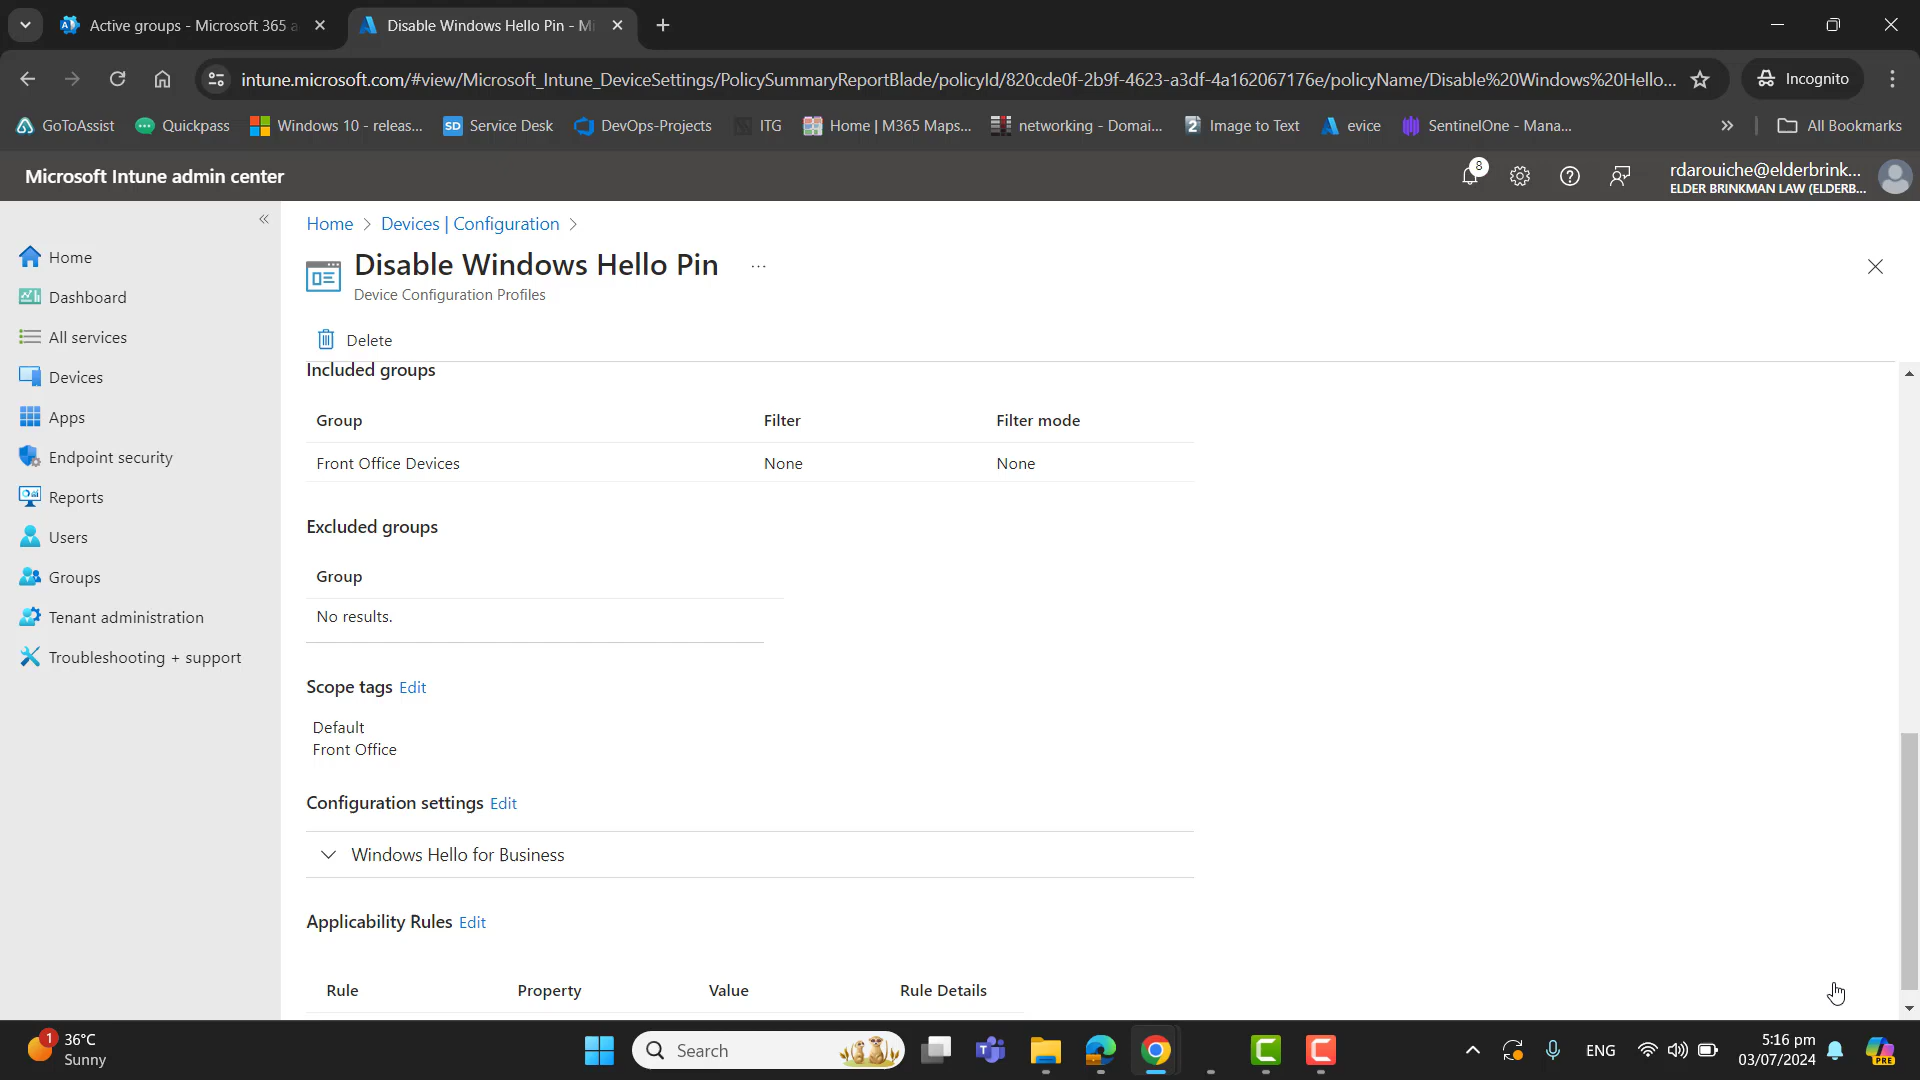 Active groups - Microsoft 365 a
Disable Windows Hello Pin - Mi
intune.microsoft.com/#view/Microsoft_Intune_DeviceSettings/PolicySummaryReportBlade/policyId/820cde0f-2b9f-4623-a3df-4a162067176e/policyName/Disable%20Windows%20Hello...
Incognito
GoToAssist
Quickpass
Windows 10 - releas...
SD Service Desk
DevOps-Projects
ITG
Home | M365 Maps...
networking - Domai...
Image to Text
evice
SentinelOne - Mana...
All Bookmarks
Microsoft Intune admin center
8
rdarouiche@elderbrink...
ELDER BRINKMAN LAW (ELDERB...
Home
Dashboard
All services
Devices
Apps
Endpoint security
Reports
Users
Groups
Tenant administration
Troubleshooting + support
Home > Devices | Configuration >
Disable Windows Hello Pin ...
Device Configuration Profiles
Delete
Included groups
Group Filter Filter mode
Front Office Devices None None
Excluded groups
Group
No results.
Scope tags Edit
Default
Front Office
Configuration settings Edit
Windows Hello for Business
Applicability Rules Edit
Rule Property Value Rule Details
1
36°C
Sunny
Search
ENG
5:16 pm
03/07/2024
PRE